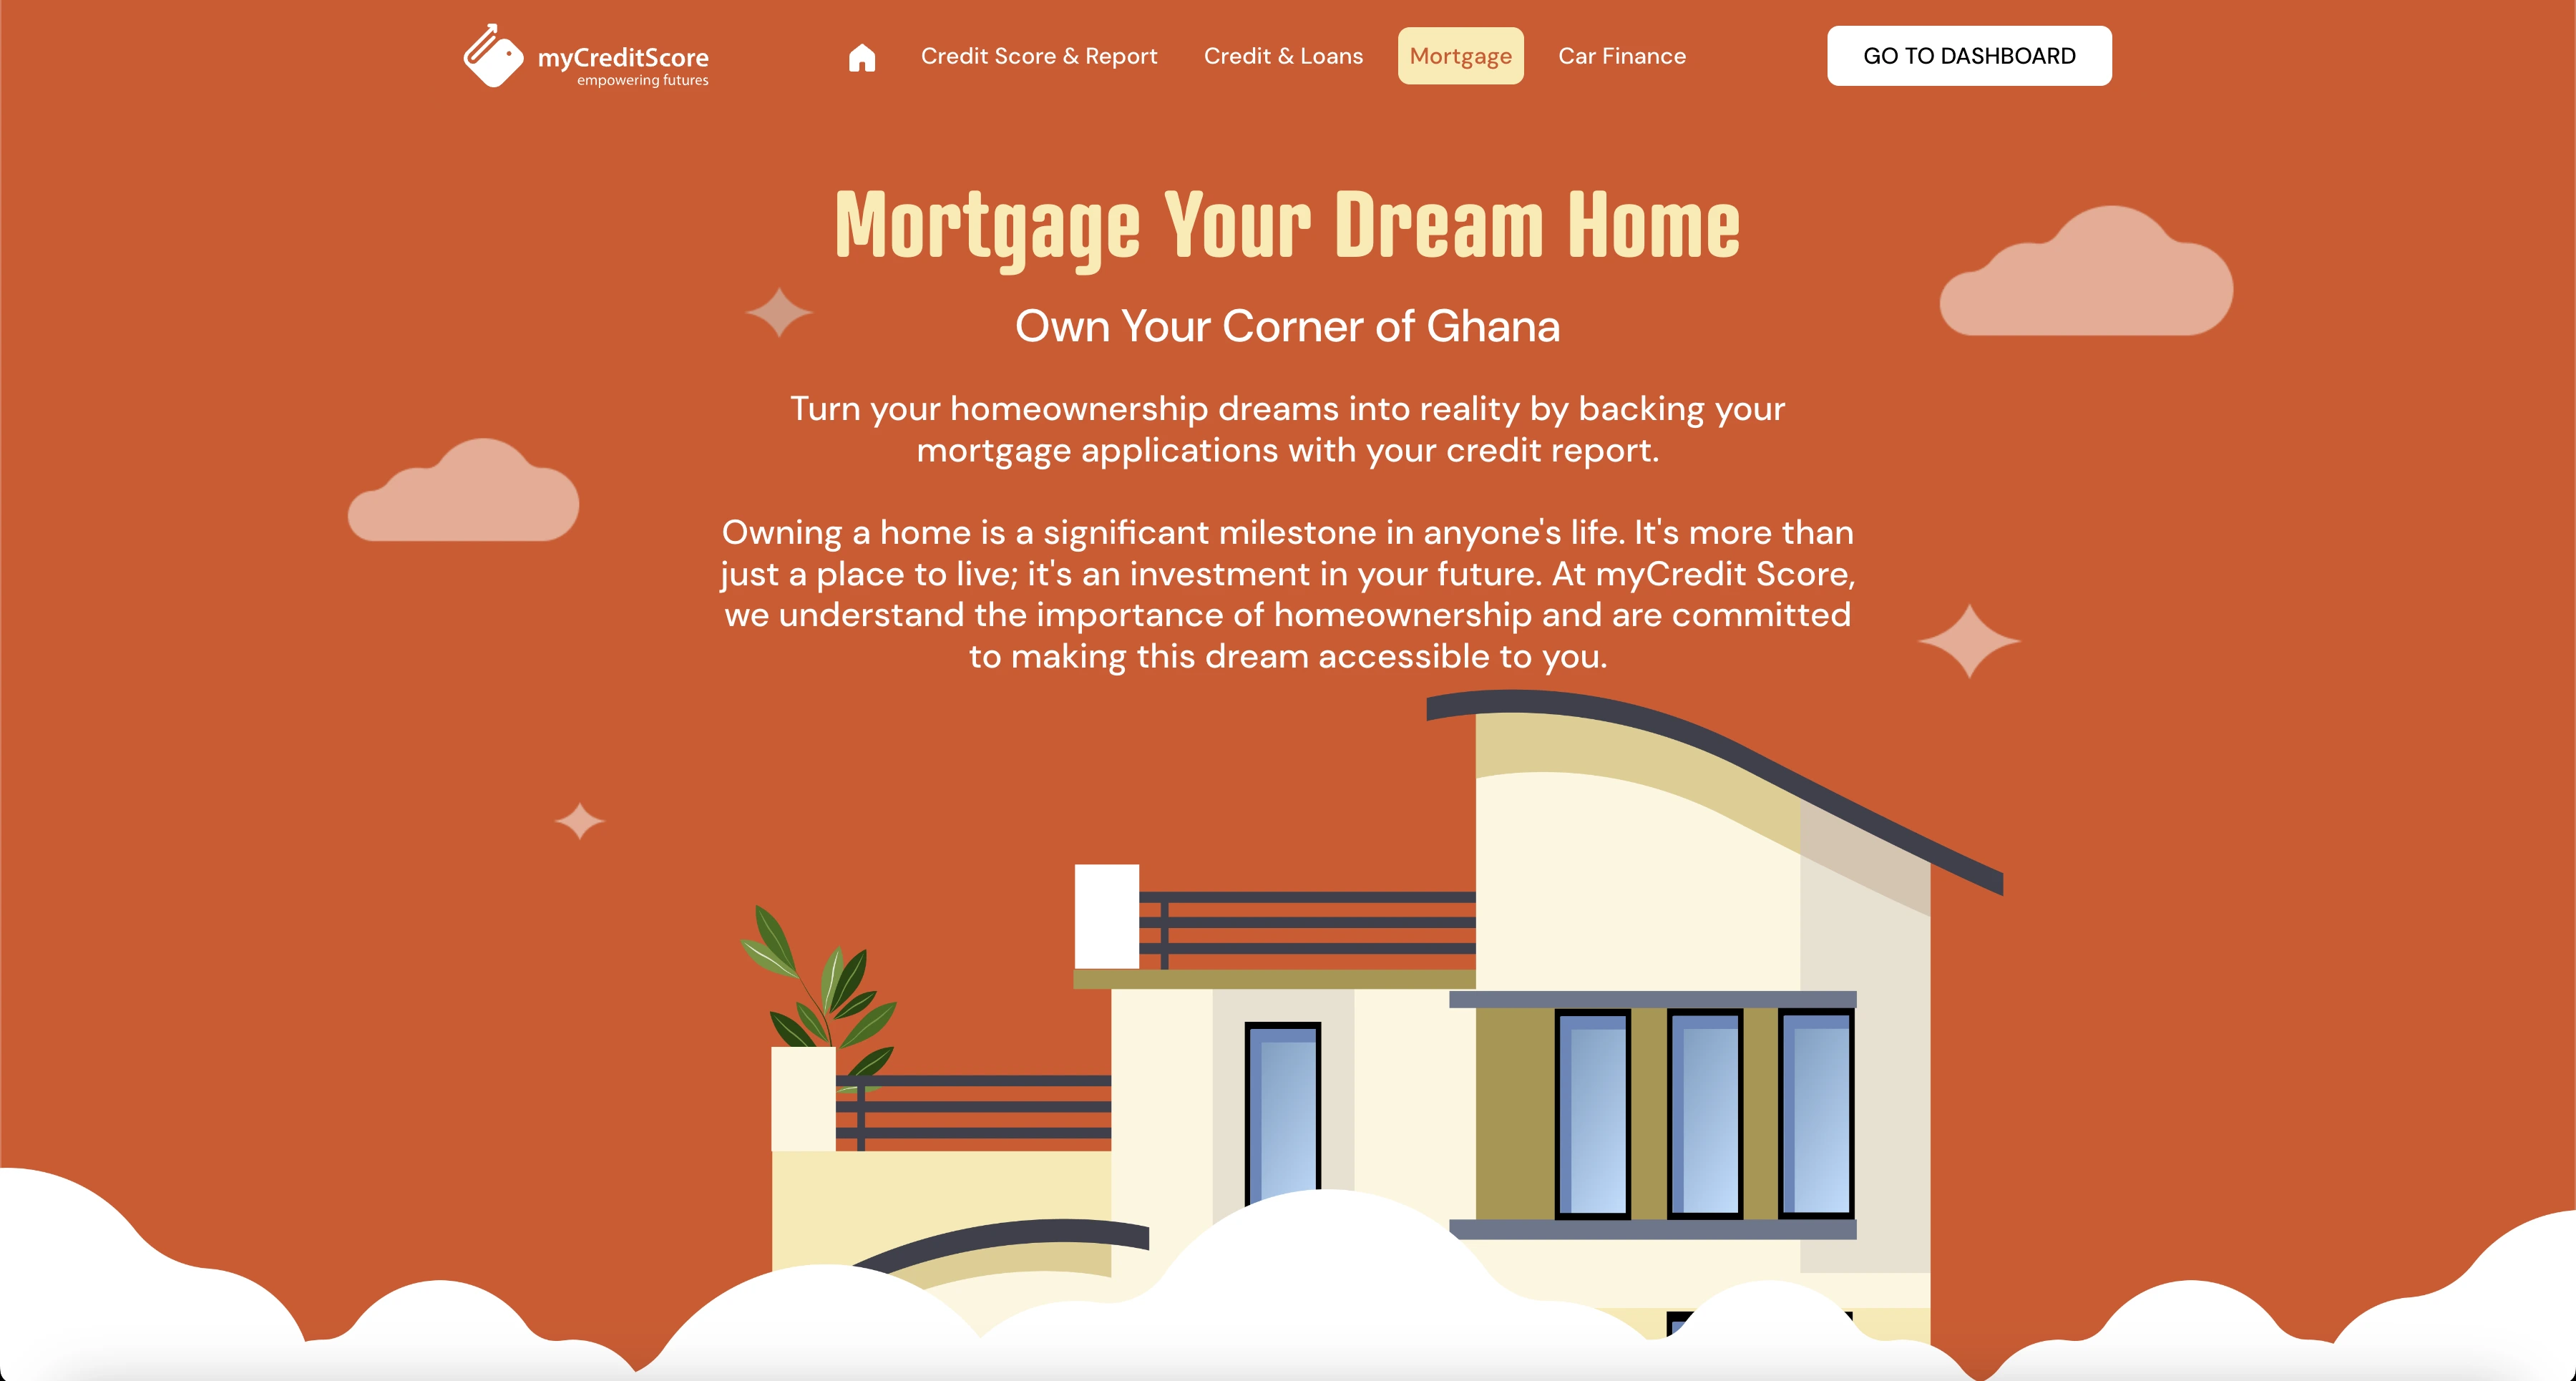 myCreditScore
empowering futures
Credit Score & Report
Credit & Loans
Mortgage
Car Finance
GO TO DASHBOARD
Mortgage Your Dream Home
Own Your Corner of Ghana
Turn your homeownership dreams into reality by backing your
mortgage applications with your credit report.
Owning a home is a significant milestone in anyone's life. It's more than
just a place to live; it's an investment in your future. At myCredit Score,
we understand the importance of homeownership and are committed
to making this dream accessible to you.